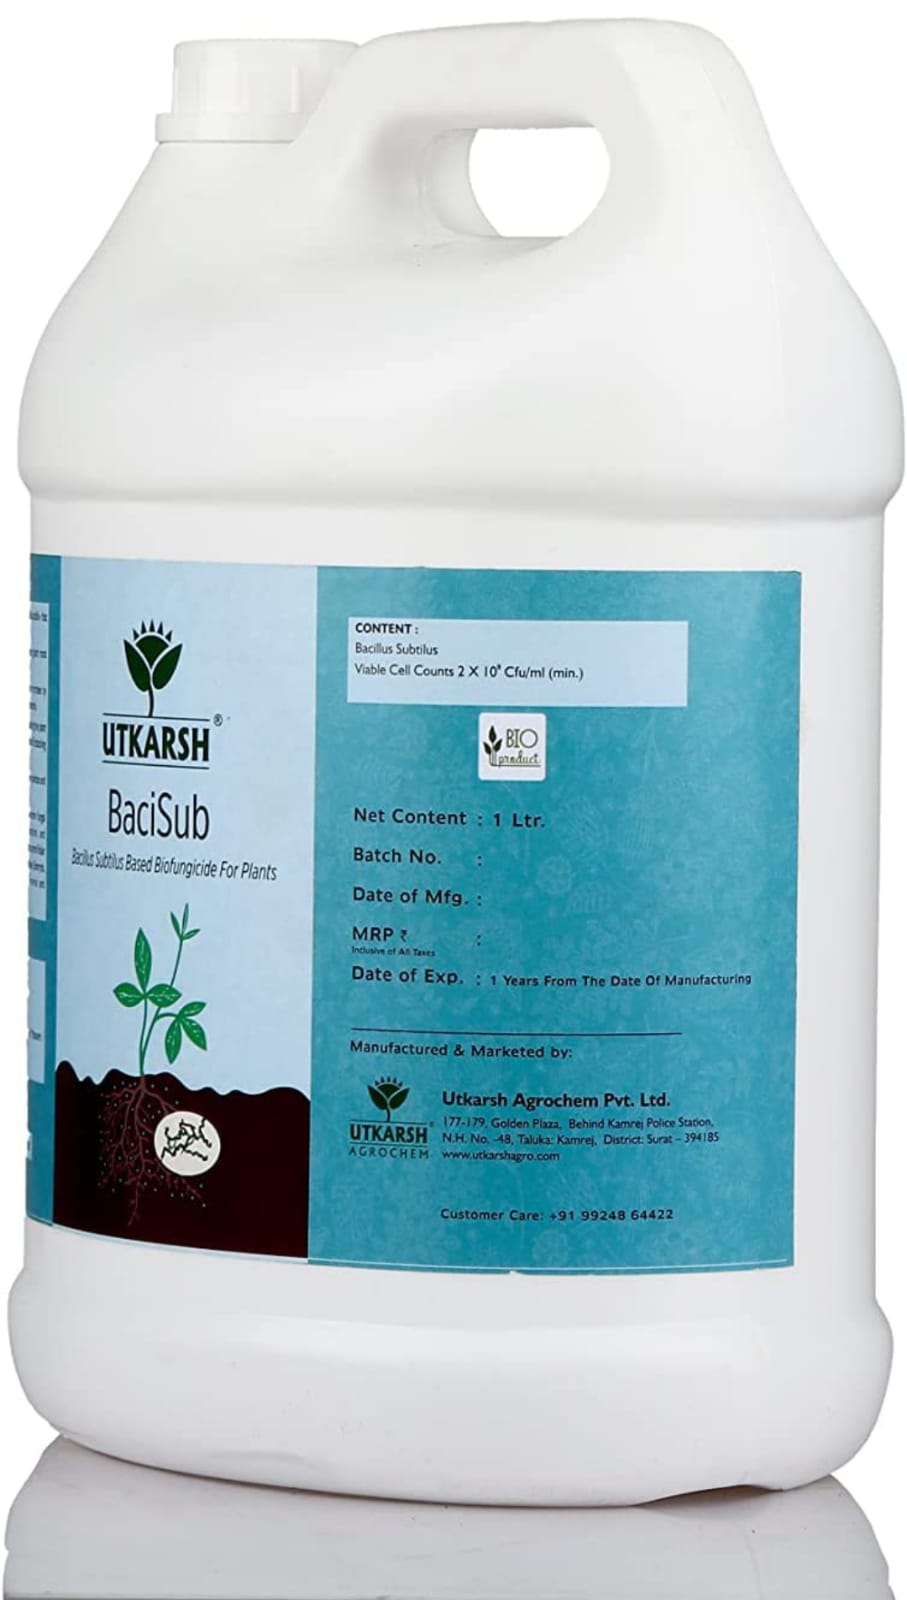 UTKARSH ®
BaciSub
Bacillus Subtilus Based Biofungicide For Plants
CONTENT :
Bacillus Subtilus
Viable Cell Counts 2 X 10⁸ Cfu/ml (min.)
BIO
product
Net Content : 1 Ltr.
Batch No. :
Date of Mfg. :
MRP ₹ :
Inclusive of All Taxes
Date of Exp. : 1 Years From The Date Of Manufacturing
Manufactured & Marketed by:
UTKARSH
AGROCHEM
Utkarsh Agrochem Pvt. Ltd.
177-179, Golden Plaza, Behind Kamrej Police Station,
N.H. No. -48, Taluka: Kamrej, District: Surat – 394185
www.utkarshagro.com
Customer Care: +91 99248 64422